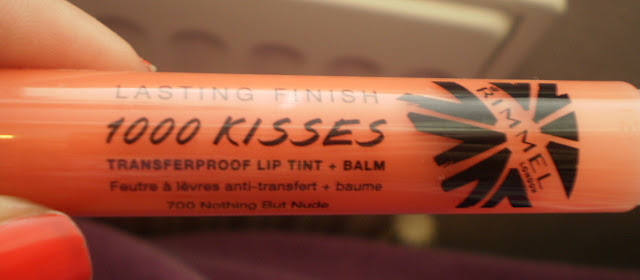 LASTING FINISH
1000 KISSES
TRANSFERPROOF LIP TINT + BALM
Feutre à lèvres anti-transfert + baume
700 Nothing But Nude
RIMMEL
LONDON